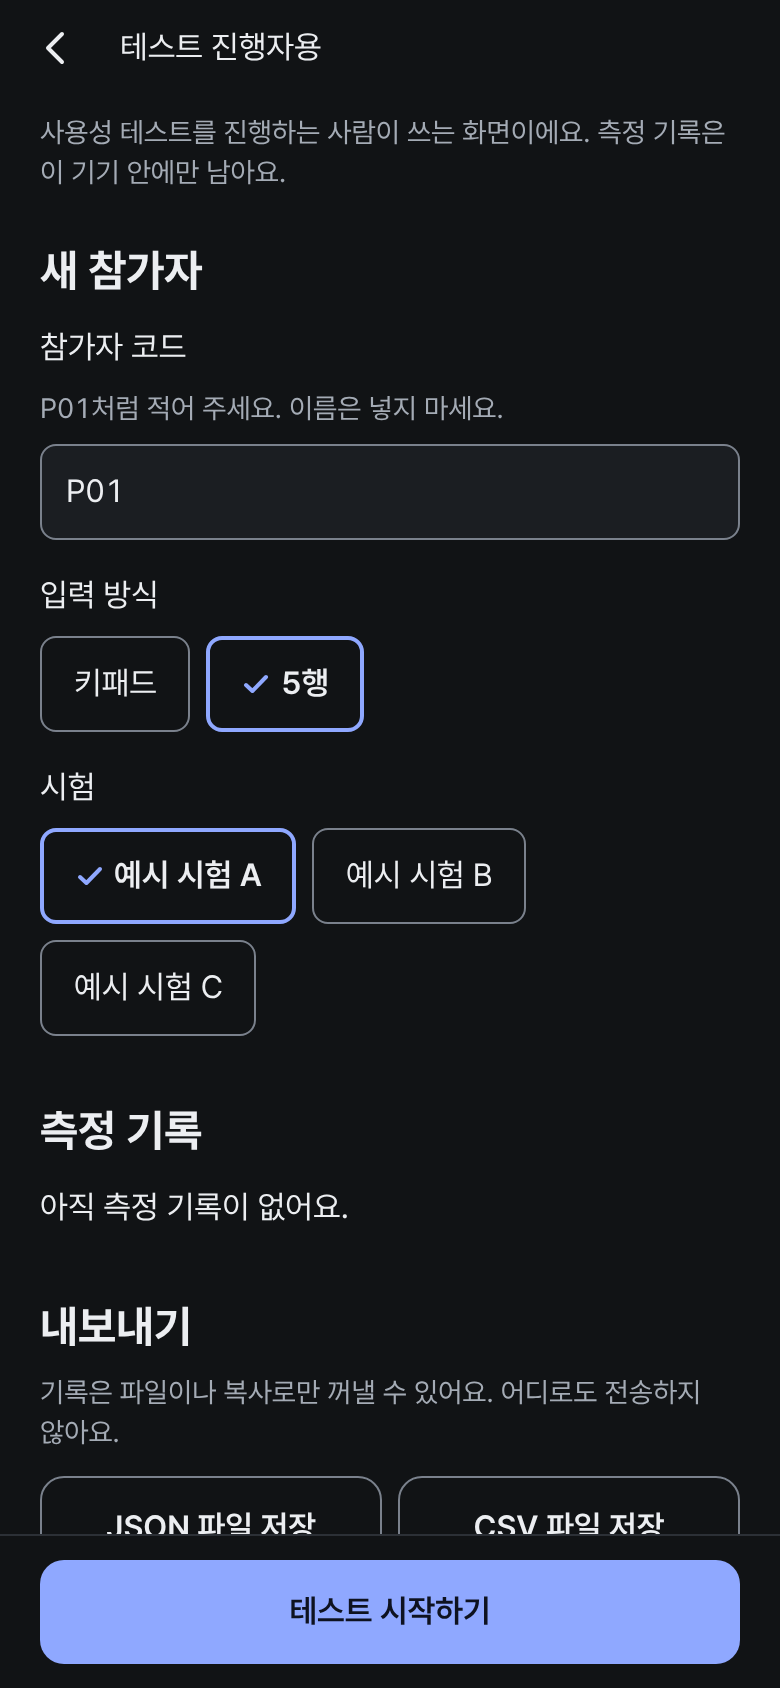 테스트 진행자용
사용성 테스트를 진행하는 사람이 쓰는 화면이에요. 측정 기록은
이 기기 안에만 남아요.
새 참가자
참가자 코드
P01처럼 적어 주세요. 이름은 넣지 마세요.
P01
입력 방식
키패드
5행
시험
예시 시험 A
예시 시험 B
예시 시험 C
측정 기록
아직 측정 기록이 없어요.
내보내기
기록은 파일이나 복사로만 꺼낼 수 있어요. 어디로도 전송하지
않아요.
JSON 파일 저장
CSV 파일 저장
테스트 시작하기